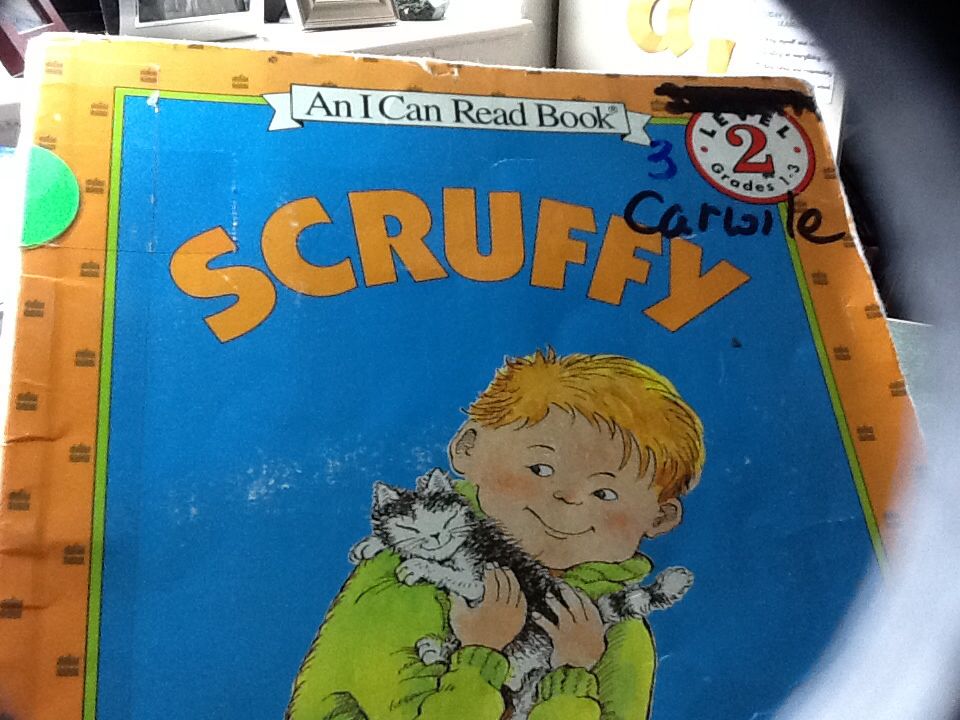 An I Can Read Book®
LEVEL
2
Grades 1-3
3
Carwile
SCRUFFY